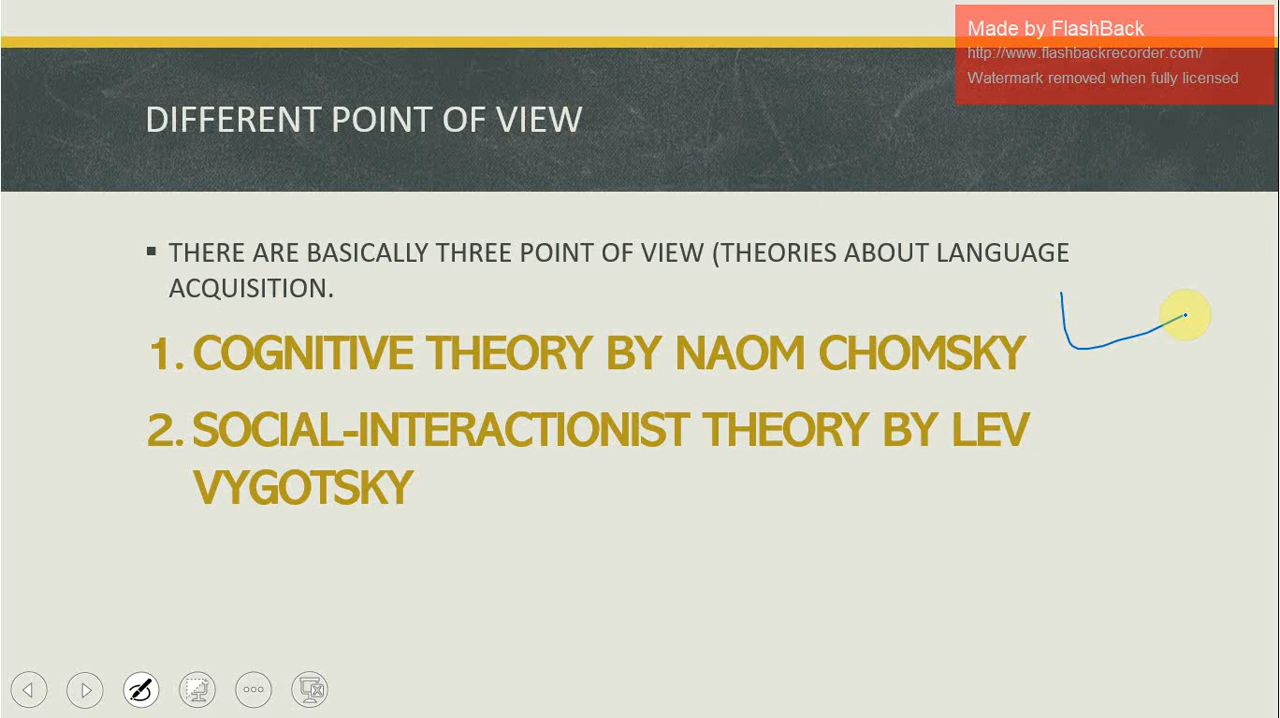 Made by FlashBack
http://www.flashbackrecorder.com/
Watermark removed when fully licensed
DIFFERENT POINT OF VIEW
▪ THERE ARE BASICALLY THREE POINT OF VIEW (THEORIES ABOUT LANGUAGE
ACQUISITION.
1. COGNITIVE THEORY BY NAOM CHOMSKY
2. SOCIAL-INTERACTIONIST THEORY BY LEV
VYGOTSKY